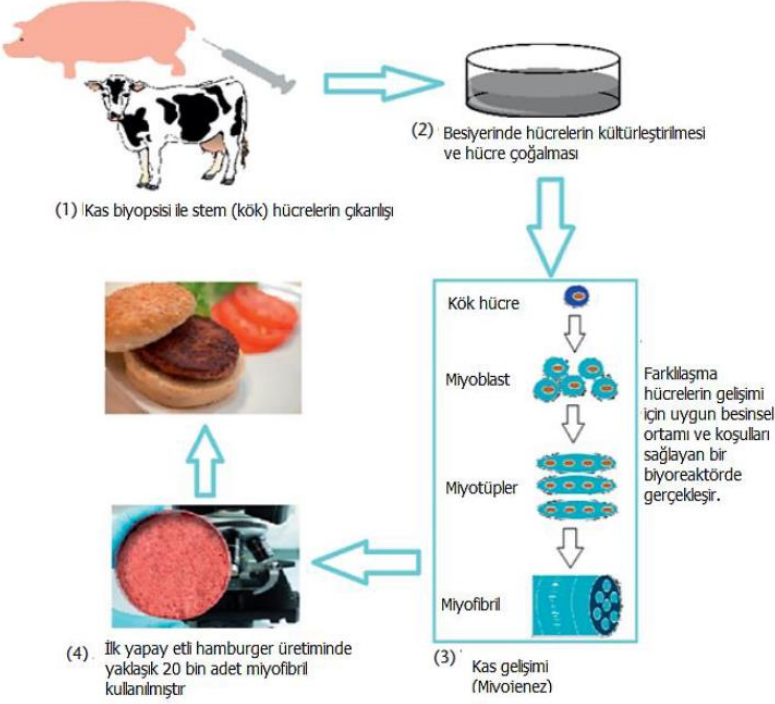 (1) Kas biyopsisi ile stem (kök) hücrelerin çıkarılışı
(2) Besiyerinde hücrelerin kültürleştirilmesi
ve hücre çoğalması
Kök hücre
Miyoblast
Miyotüpler
Miyofibril
Farklılaşma
hücrelerin gelişimi
için uygun besinsel
ortamı ve koşulları
sağlayan bir
biyoreaktörde
gerçekleşir.
(3) Kas gelişimi
(Miyojenez)
(4) İlk yapay etli hamburger üretiminde
yaklaşık 20 bin adet miyofibril
kullanılmıştır